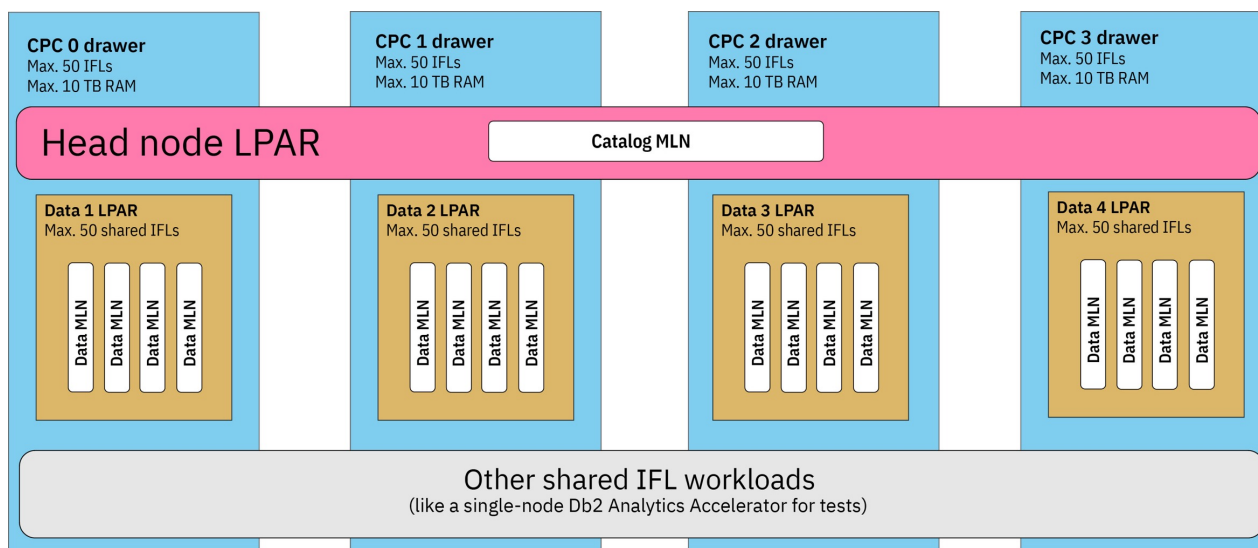 CPC 0 drawer
Max. 50 IFLs
Max. 10 TB RAM
CPC 1 drawer
Max. 50 IFLs
Max. 10 TB RAM
CPC 2 drawer
Max. 50 IFLs
Max. 10 TB RAM
CPC 3 drawer
Max. 50 IFLs
Max. 10 TB RAM
Head node LPAR
Catalog MLN
Data 1 LPAR
Max. 50 shared IFLs
Data MLN
Data MLN
Data MLN
Data MLN
Data 2 LPAR
Max. 50 shared IFLs
Data MLN
Data MLN
Data MLN
Data MLN
Data 3 LPAR
Max. 50 shared IFLs
Data MLN
Data MLN
Data MLN
Data MLN
Data 4 LPAR
Max. 50 shared IFLs
Data MLN
Data MLN
Data MLN
Data MLN
Other shared IFL workloads
(like a single-node Db2 Analytics Accelerator for tests)